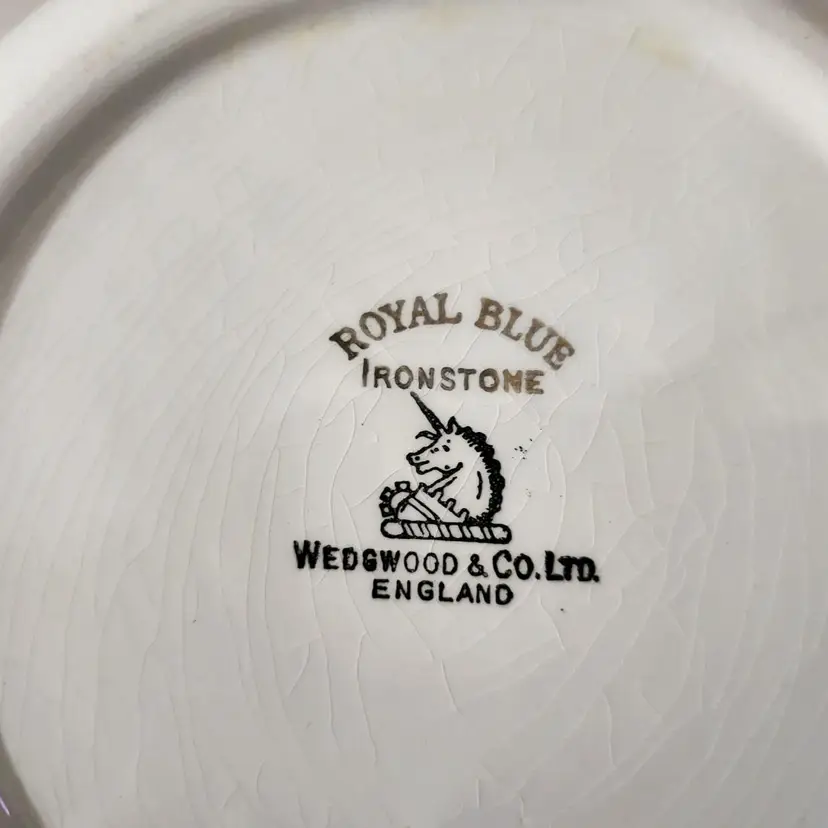 ROYAL BLUE
IRONSTONE
WEDGWOOD & CO. LTD.
ENGLAND